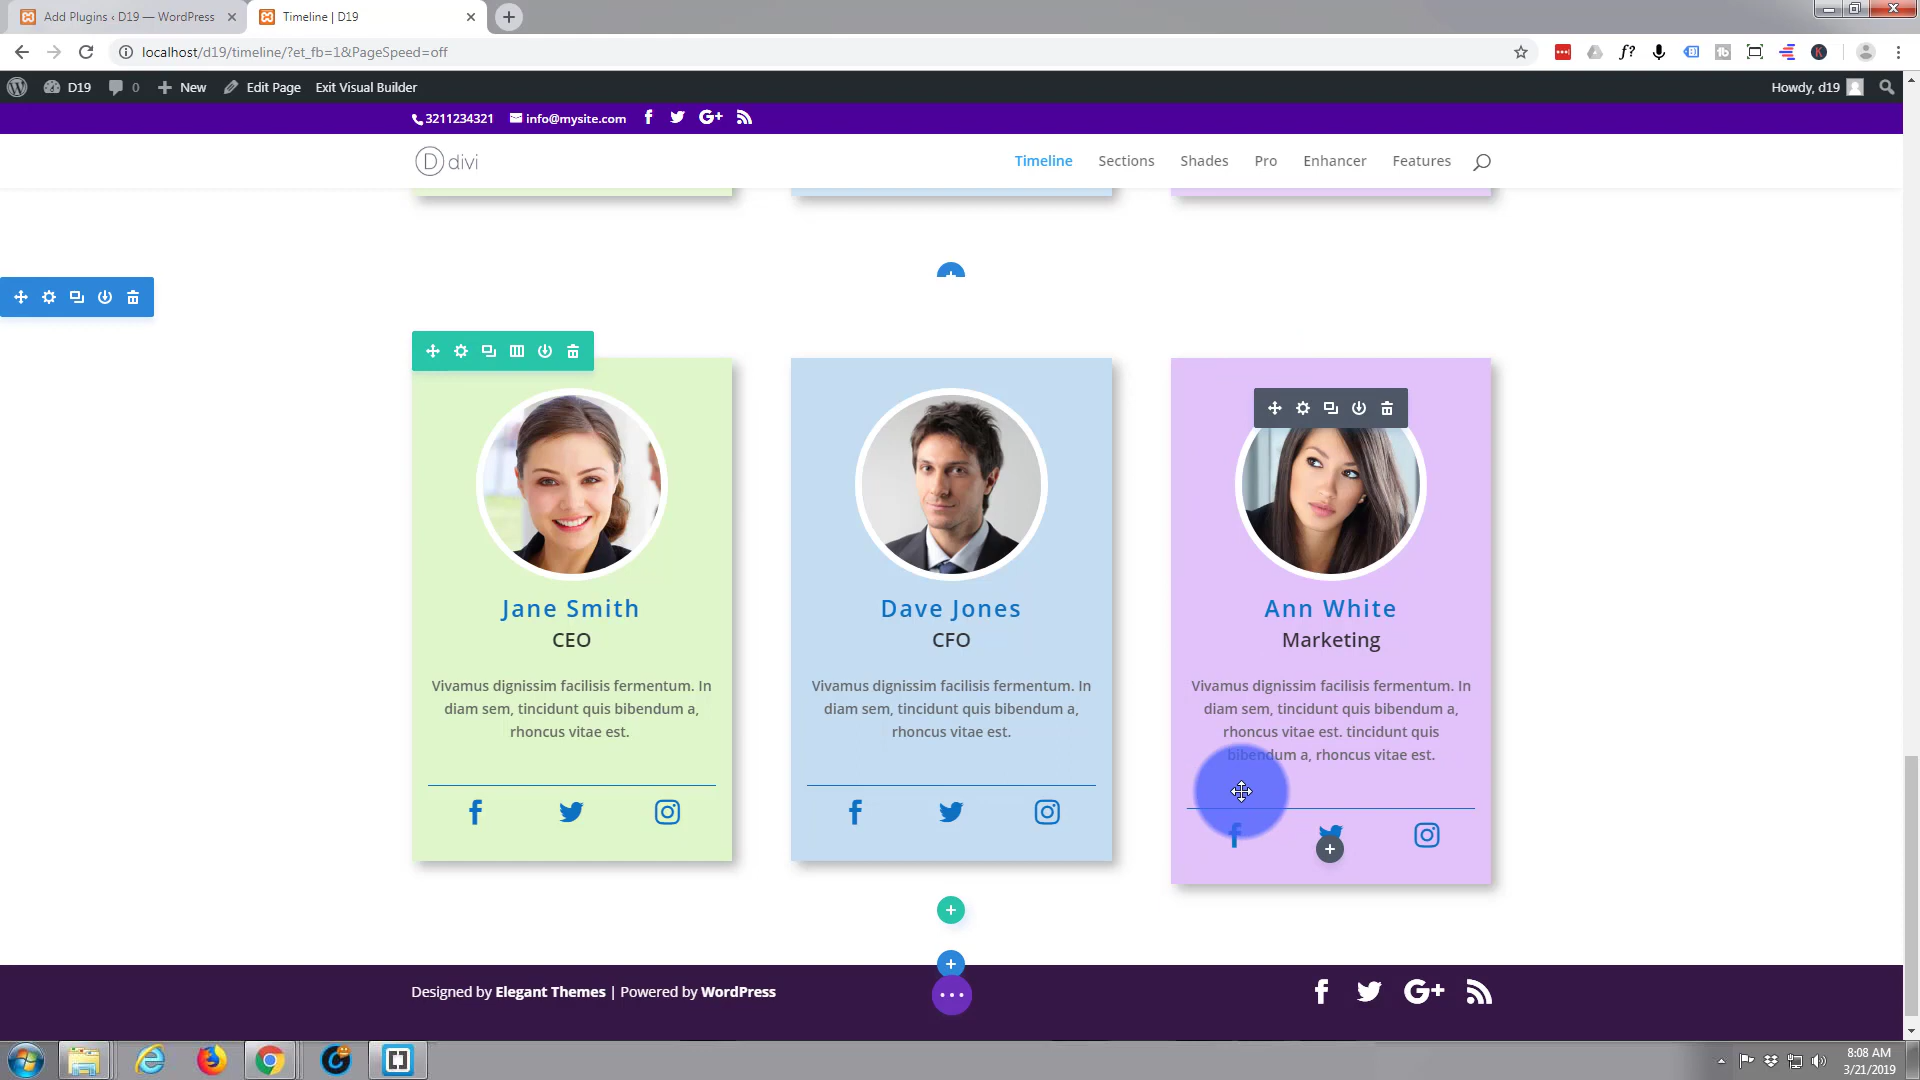 Add Plugins ‹ D19 — WordPress
Timeline | D19
localhost/d19/timeline/?et_fb=1&PageSpeed=off
D19
0
New
Edit Page
Exit Visual Builder
Howdy, d19
3211234321
info@mysite.com
divi
Timeline
Sections
Shades
Pro
Enhancer
Features
Jane Smith
CEO
Vivamus dignissim facilisis fermentum. In
diam sem, tincidunt quis bibendum a,
rhoncus vitae est.
Dave Jones
CFO
Vivamus dignissim facilisis fermentum. In
diam sem, tincidunt quis bibendum a,
rhoncus vitae est.
Ann White
Marketing
Vivamus dignissim facilisis fermentum. In
diam sem, tincidunt quis bibendum a,
rhoncus vitae est. tincidunt quis
bibendum a, rhoncus vitae est.
Designed by Elegant Themes | Powered by WordPress
8:08 AM
3/21/2019